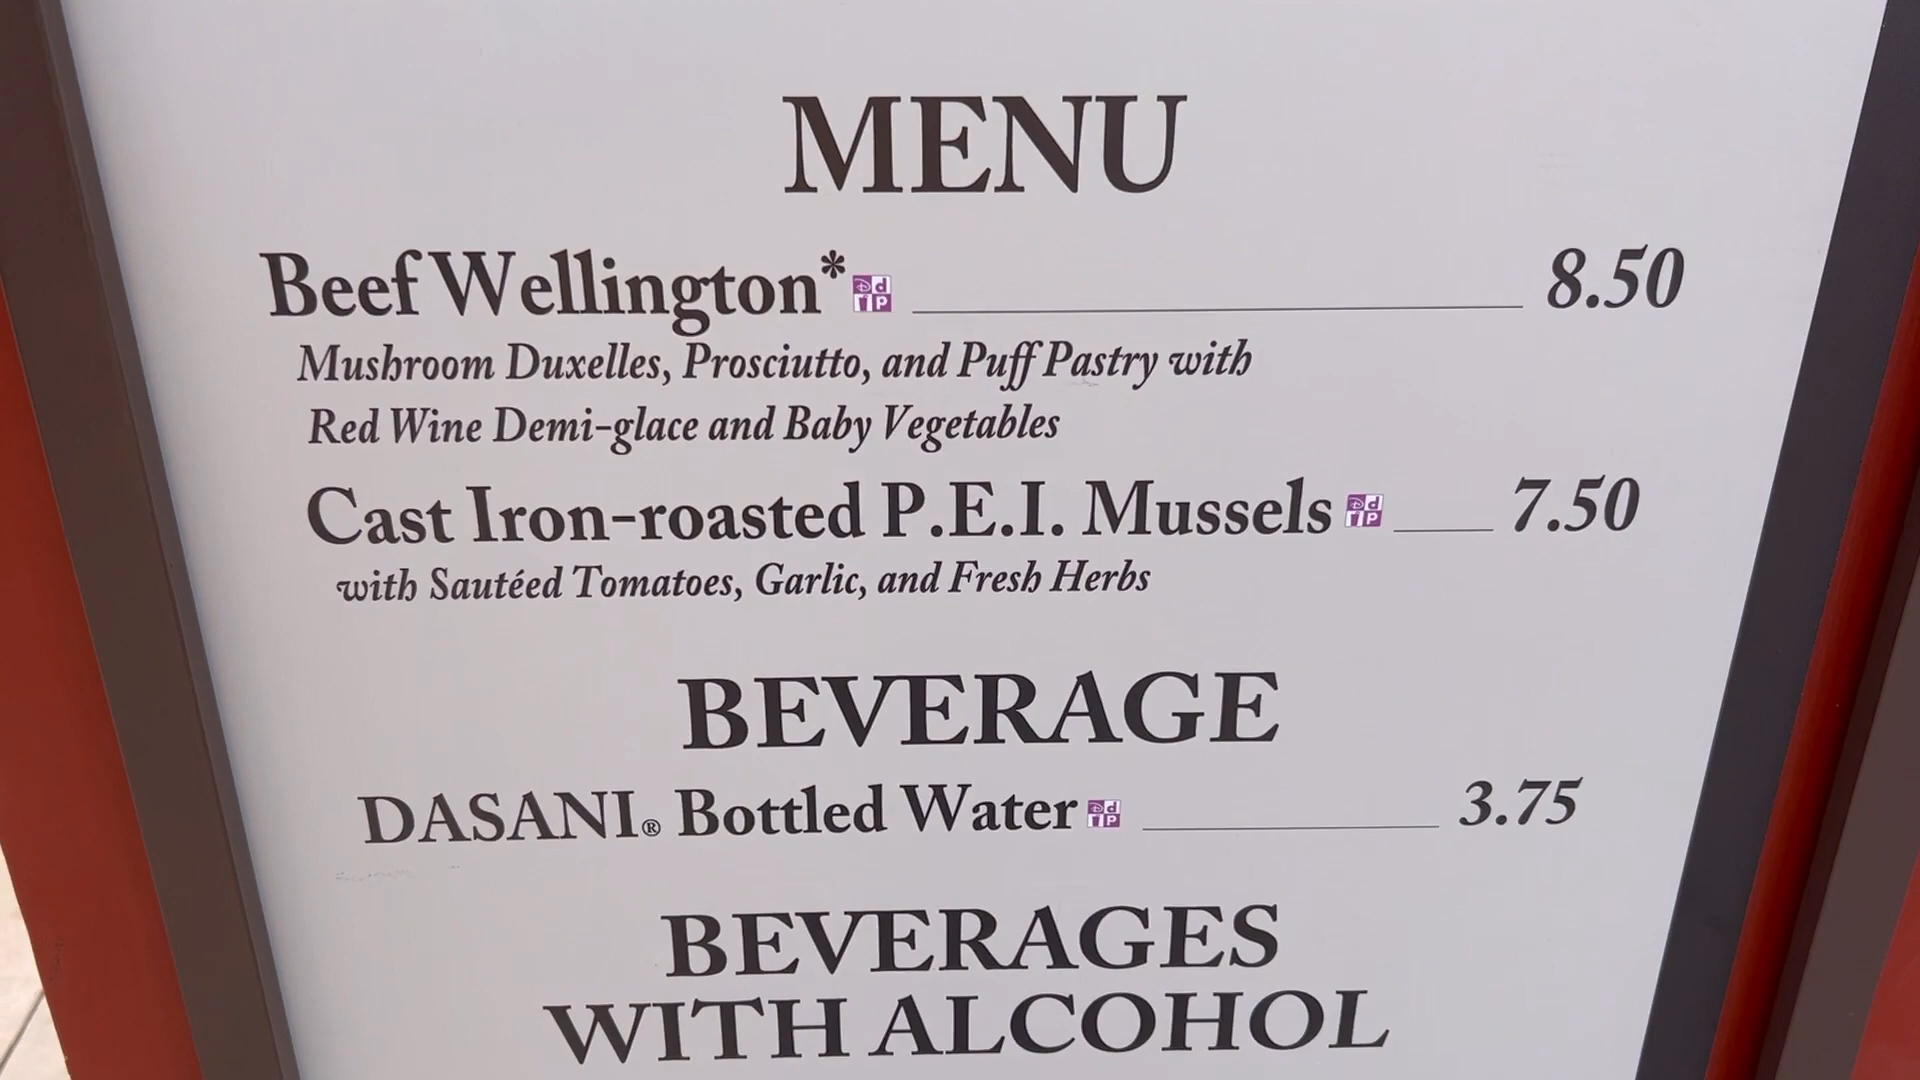 MENU
Beef Wellington* 8.50
Mushroom Duxelles, Prosciutto, and Puff Pastry with
Red Wine Demi-glace and Baby Vegetables
Cast Iron-roasted P.E.I. Mussels 7.50
with Sautéed Tomatoes, Garlic, and Fresh Herbs
BEVERAGE
DASANI® Bottled Water 3.75
BEVERAGES
WITH ALCOHOL